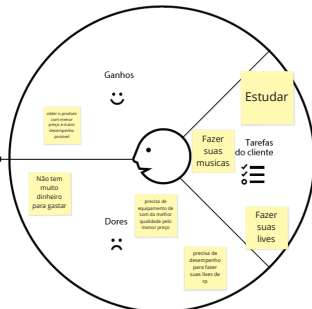 Ganhos
obter o produto
com menor
preço e maior
desempenho
possivel
Estudar
Fazer
suas
musicas
Tarefas
do cliente
Não tem
muito
dinheiro
para gastar
Dores
precisa de
equipamento de
som da melhor
qualidade pelo
menor preço
Fazer
suas
lives
precisa de
desempenho
para fazer
suas lives de
rp